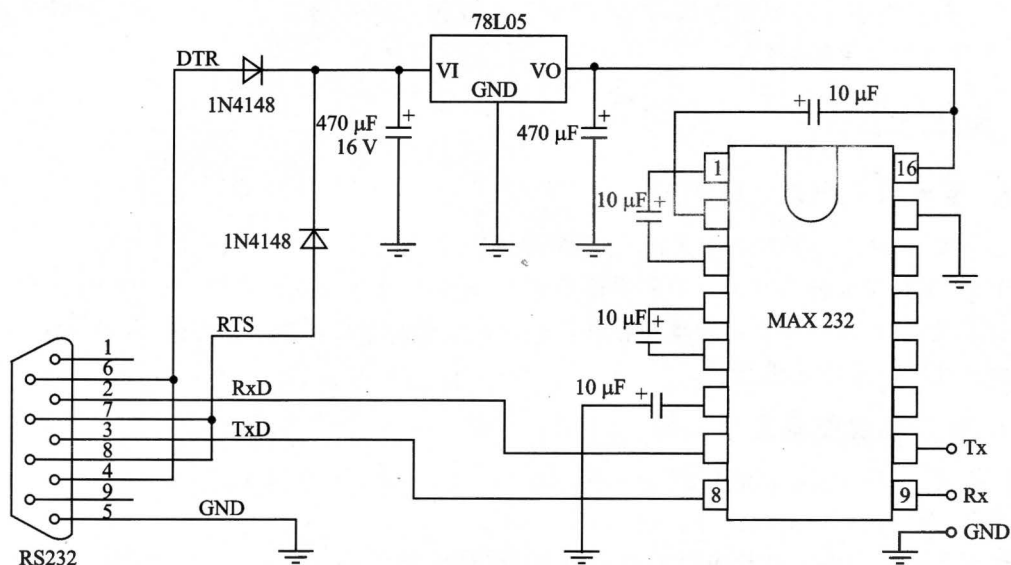 78L05
DTR
VI
VO
GND
1N4148
470 µF
16 V
+
470 µF
+
+
10 µF
1
16
10 µF
+
1N4148
MAX 232
10 µF
+
RTS
1
6
2
RxD
7
3
TxD
8
4
9
5
GND
10 µF
+
Tx
8
9
Rx
GND
RS232